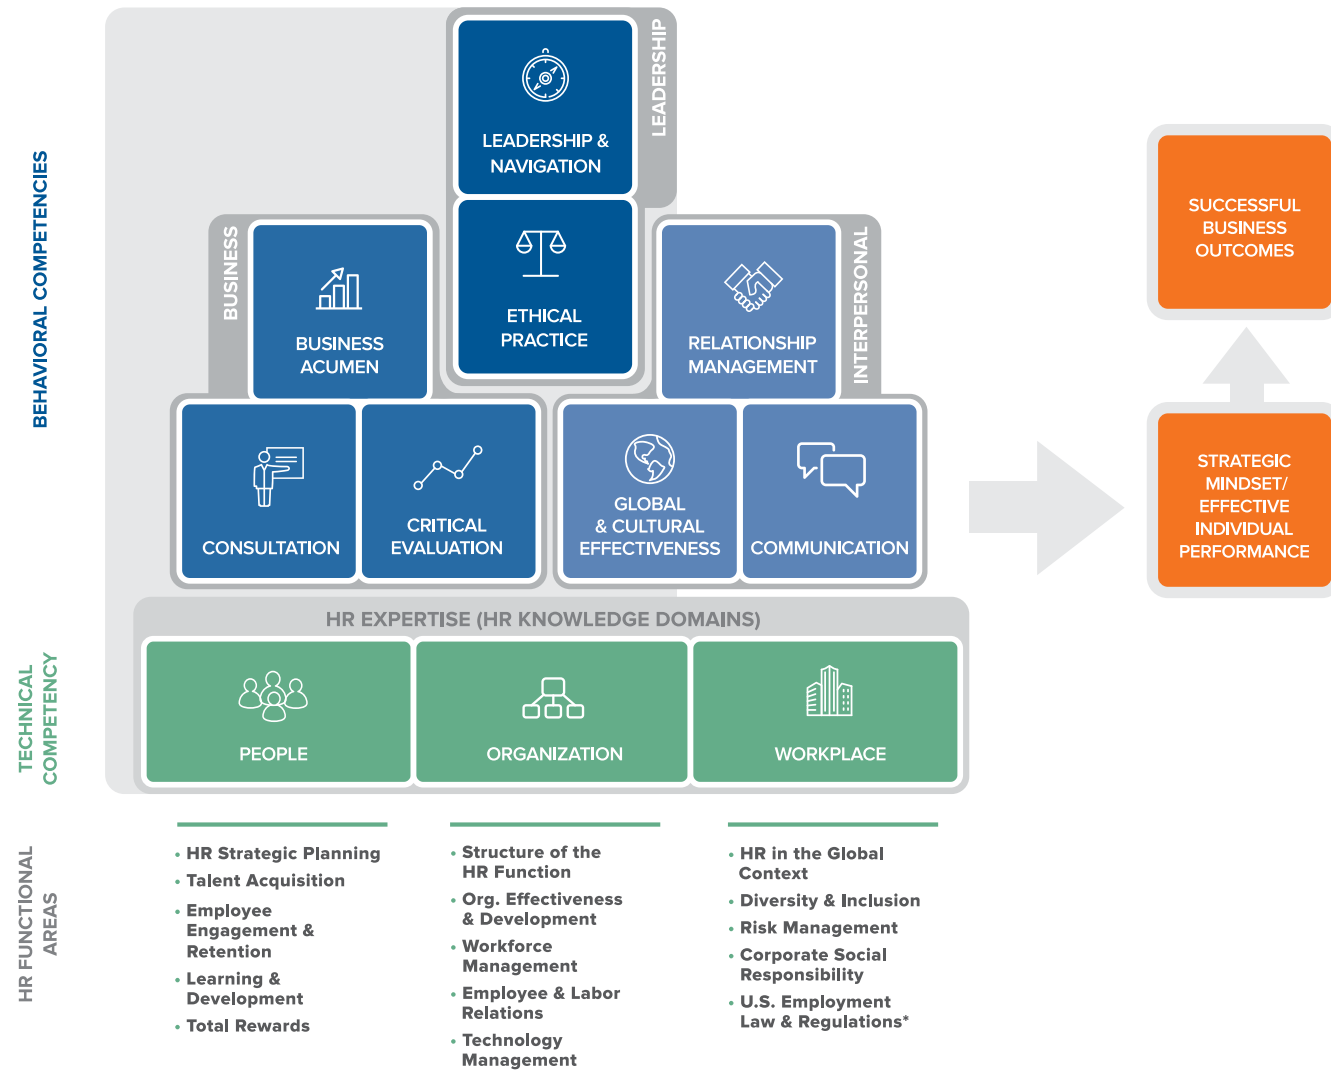 BEHAVIORAL COMPETENCIES
LEADERSHIP
LEADERSHIP &
NAVIGATION
ETHICAL
PRACTICE
BUSINESS
BUSINESS
ACUMEN
CONSULTATION
CRITICAL
EVALUATION
INTERPERSONAL
RELATIONSHIP
MANAGEMENT
GLOBAL
& CULTURAL
EFFECTIVENESS
COMMUNICATION
SUCCESSFUL
BUSINESS
OUTCOMES
STRATEGIC
MINDSET/
EFFECTIVE
INDIVIDUAL
PERFORMANCE
TECHNICAL
COMPETENCY
HR EXPERTISE (HR KNOWLEDGE DOMAINS)
PEOPLE
ORGANIZATION
WORKPLACE
HR FUNCTIONAL
AREAS
• HR Strategic Planning
• Talent Acquisition
• Employee
Engagement &
Retention
• Learning &
Development
• Total Rewards
• Structure of the
HR Function
• Org. Effectiveness
& Development
• Workforce
Management
• Employee & Labor
Relations
• Technology
Management
• HR in the Global
Context
• Diversity & Inclusion
• Risk Management
• Corporate Social
Responsibility
• U.S. Employment
Law & Regulations*